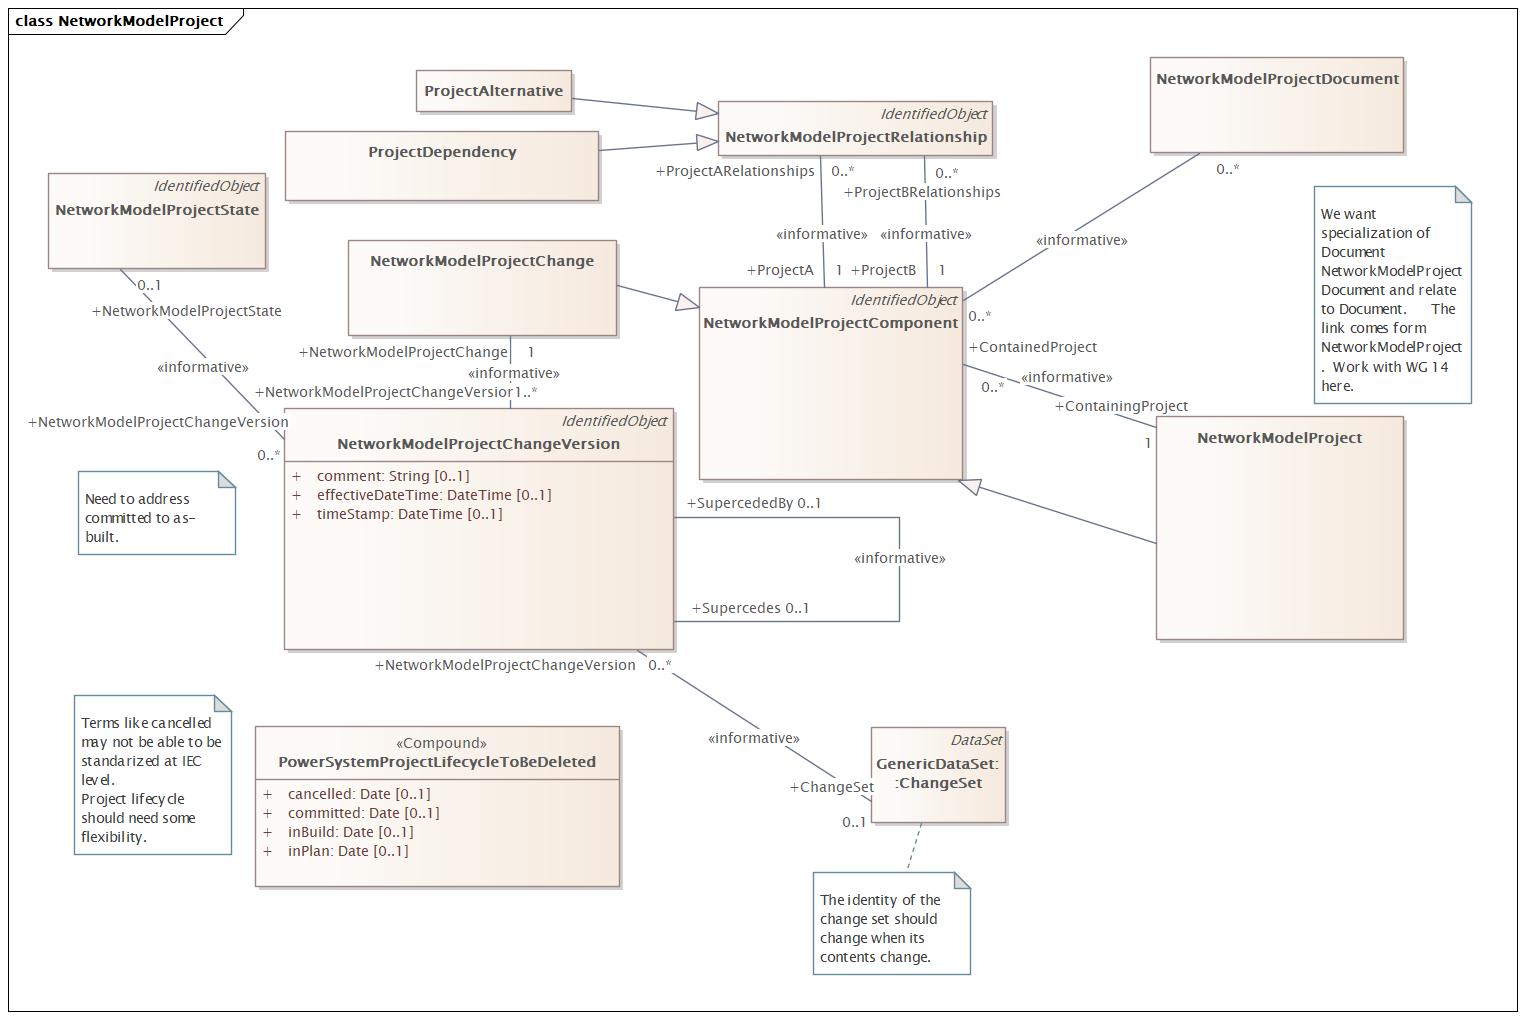 class NetworkModelProject
ProjectAlternative
IdentifiedObject
NetworkModelProjectRelationship
NetworkModelProjectDocument
ProjectDependency
+ProjectARelationships 0..*
0..*
+ProjectBRelationships
0..*
IdentifiedObject
NetworkModelProjectState
«informative» «informative»
«informative»
We want
specialization of
Document
NetworkModelProject
Document and relate
to Document. The
link comes form
NetworkModelProject
. Work with WG 14
here.
NetworkModelProjectChange
+ProjectA 1 +ProjectB 1
0..1
+NetworkModelProjectState
IdentifiedObject
NetworkModelProjectComponent
0..*
+NetworkModelProjectChange 1
«informative»
+NetworkModelProjectChangeVersion 1..*
«informative»
+ContainedProject
0..* «informative»
+ContainingProject
1
+NetworkModelProjectChangeVersion
0..*
IdentifiedObject
NetworkModelProjectChangeVersion
+ comment: String [0..1]
+ effectiveDateTime: DateTime [0..1]
+ timeStamp: DateTime [0..1]
NetworkModelProject
Need to address
committed to as-
built.
+SupercededBy 0..1
«informative»
+Supercedes 0..1
+NetworkModelProjectChangeVersion 0..*
Terms like cancelled
may not be able to be
standarized at IEC
level.
Project lifecycle
should need some
flexibility.
«Compound»
PowerSystemProjectLifecycleToBeDeleted
+ cancelled: Date [0..1]
+ committed: Date [0..1]
+ inBuild: Date [0..1]
+ inPlan: Date [0..1]
«informative»
+ChangeSet
0..1
DataSet
GenericDataSet:
:ChangeSet
The identity of the
change set should
change when its
contents change.